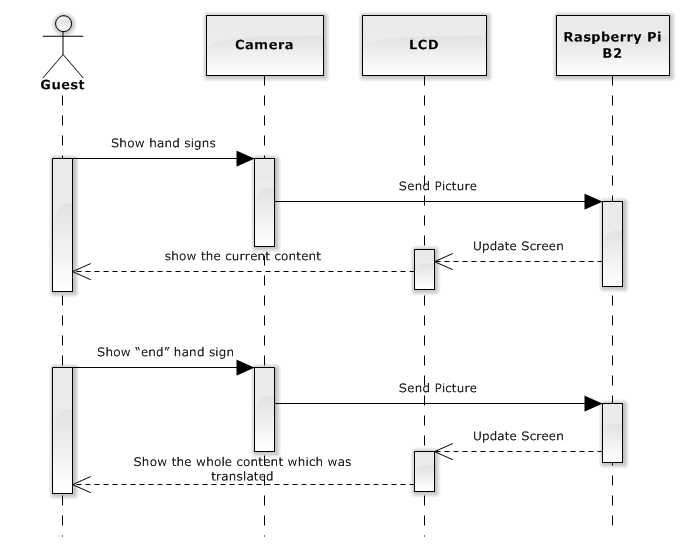 Guest
Camera
LCD
Raspberry Pi
B2
Show hand signs
Send Picture
Update Screen
show the current content
Show “end” hand sign
Send Picture
Update Screen
Show the whole content which was
translated